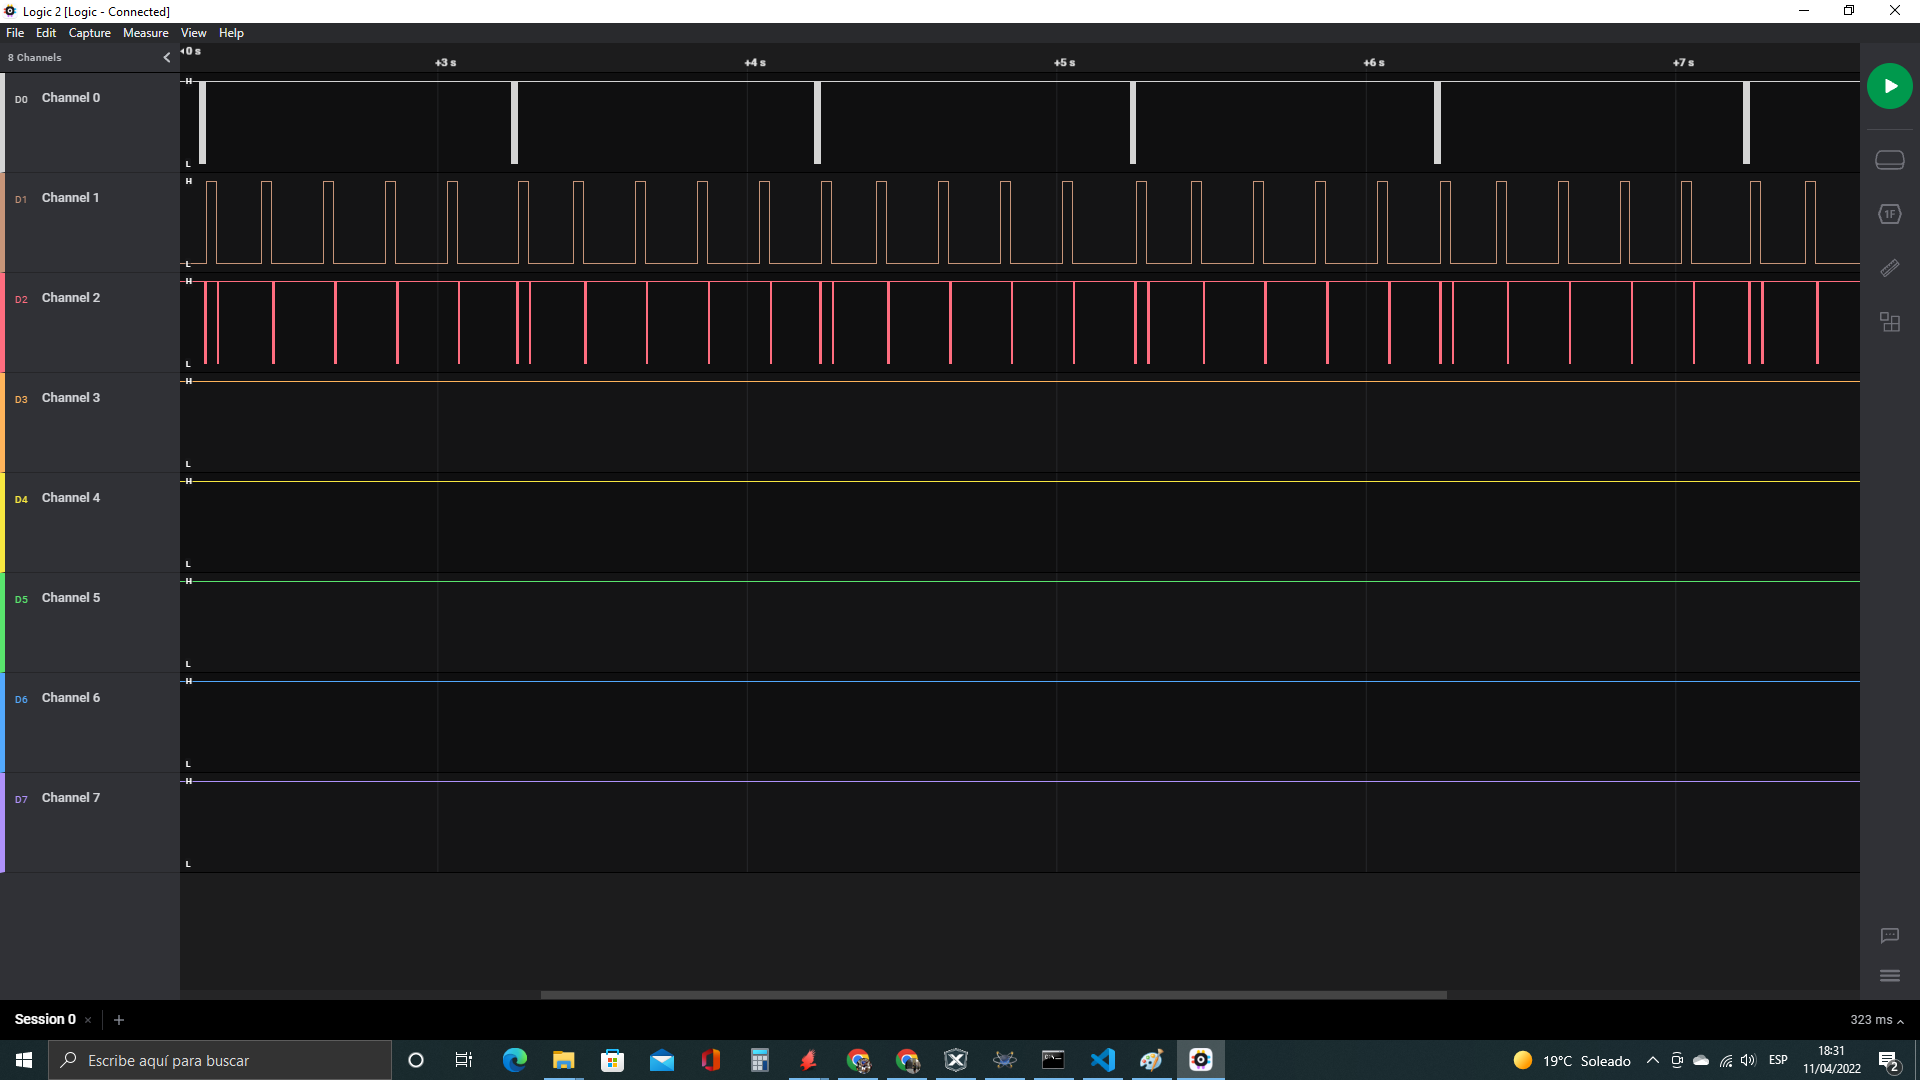 Logic 2 [Logic - Connected]
File Edit Capture Measure View Help
8 Channels
0 s
+3 s +4 s +5 s +6 s +7 s
D0 Channel 0
H
L
D1 Channel 1
H
L
D2 Channel 2
H
L
D3 Channel 3
H
L
D4 Channel 4
H
L
D5 Channel 5
H
L
D6 Channel 6
H
L
D7 Channel 7
H
L
1F
Session 0
323 ms
Escribe aquí para buscar
19°C Soleado
ESP
18:31
11/04/2022
2